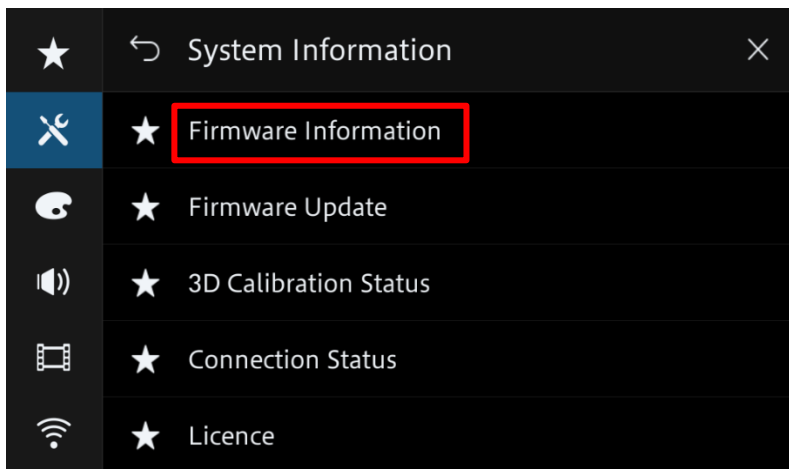 System Information
Firmware Information
Firmware Update
3D Calibration Status
Connection Status
Licence